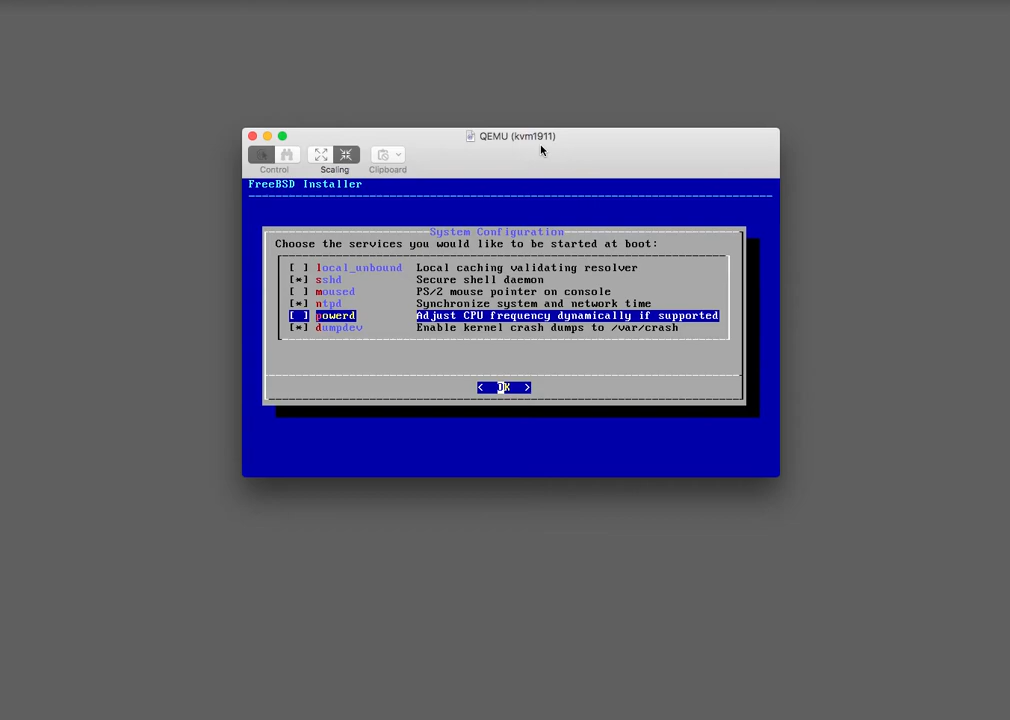 QEMU (kvm1911)
Control Scaling Clipboard
FreeBSD Installer
System Configuration
Choose the services you would like to be started at boot:
[ ] local_unbound Local caching validating resolver
[*] sshd Secure shell daemon
[ ] moused PS/2 mouse pointer on console
[*] ntpd Synchronize system and network time
[ ] powerd Adjust CPU frequency dynamically if supported
[*] dumpdev Enable kernel crash dumps to /var/crash
< OK >